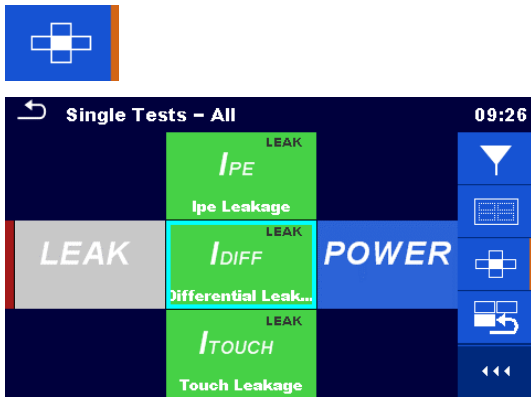 Single Tests – All
09:26
LEAK
IPE
Ipe Leakage
LEAK
LEAK
IDIFF
Differential Leak...
POWER
LEAK
ITOUCH
Touch Leakage